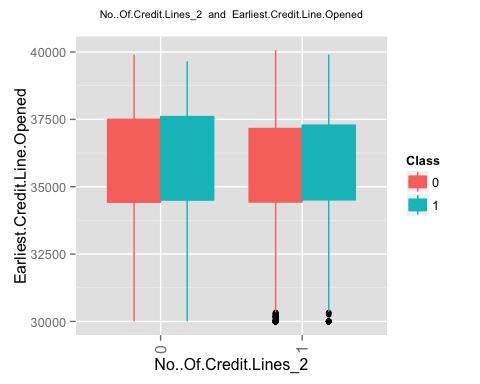 No..Of.Credit.Lines_2 and Earliest.Credit.Line.Opened
Earliest.Credit.Line.Opened
40000
37500
35000
32500
30000
0
1
No..Of.Credit.Lines_2
Class
0
1